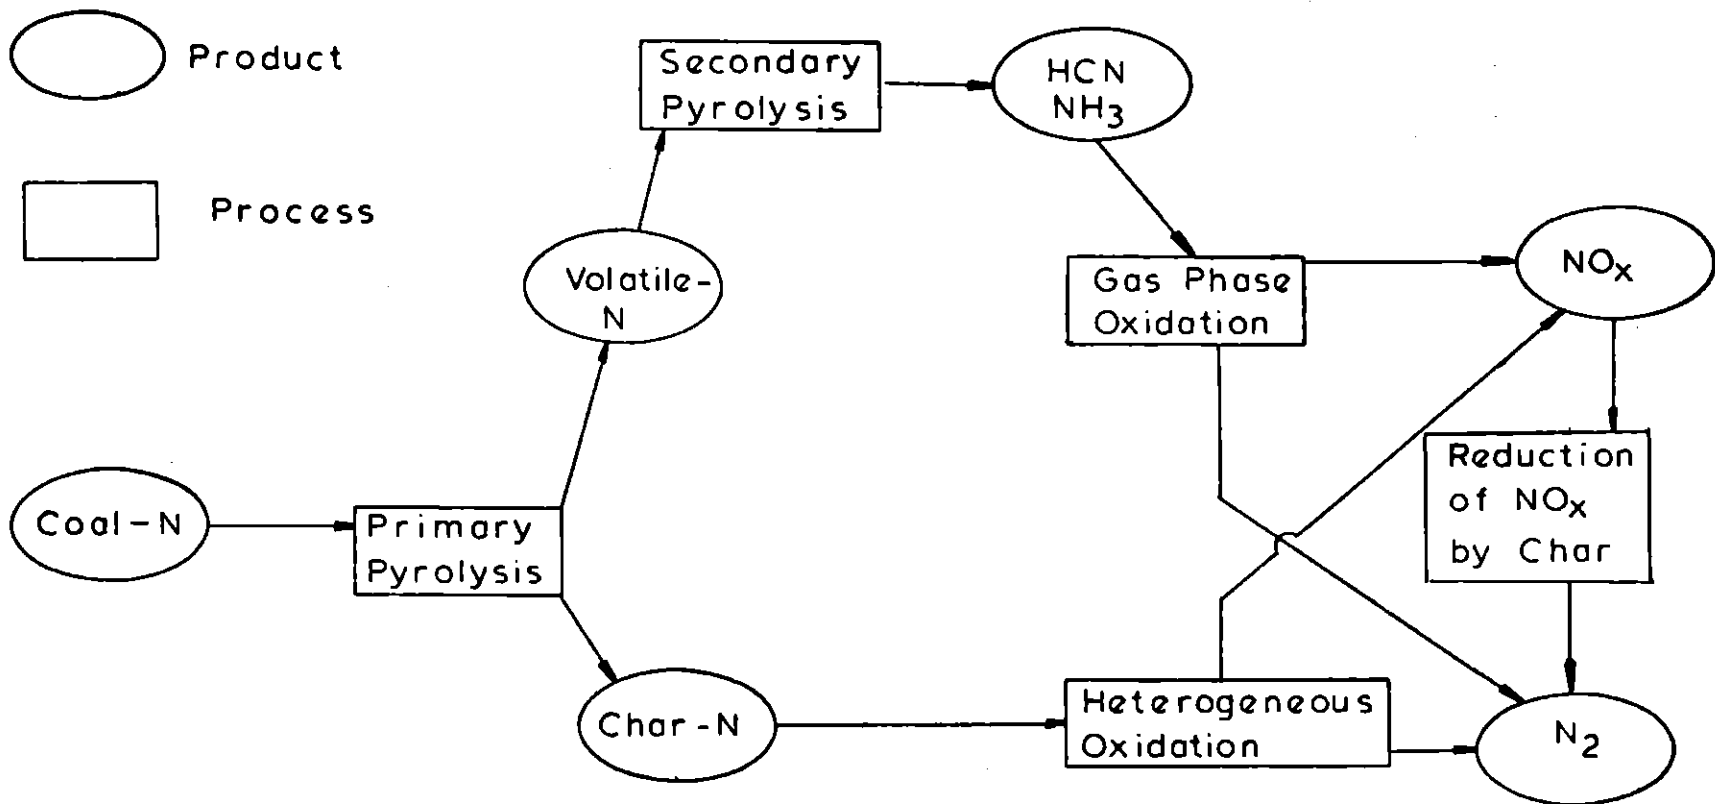 Product
Process
Secondary
Pyrolysis
HCN
NH₃
Volatile-
N
Gas Phase
Oxidation
NOₓ
Coal-N
Primary
Pyrolysis
Reduction
of NOₓ
by Char
Char-N
Heterogeneous
Oxidation
N₂